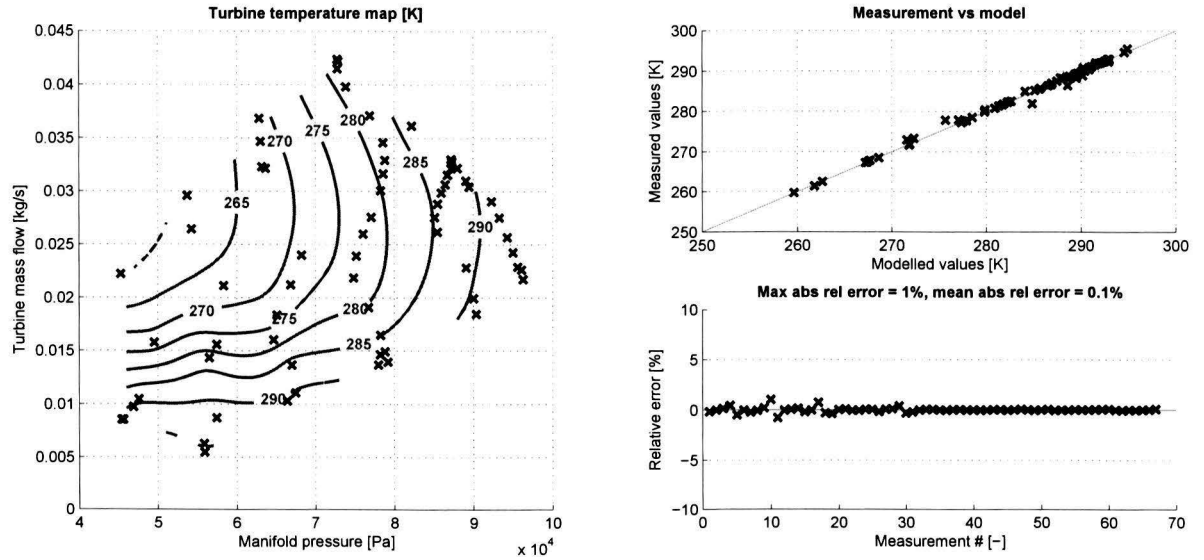 Turbine temperature map [K]
0.045
0.04
0.035
0.03
0.025
0.02
0.015
0.01
0.005
0
Turbine mass flow [kg/s]
280
275
270
285
265
290
270
275
280
285
290
4 5 6 7 8 9 10
Manifold pressure [Pa]
x 10^4
Measurement vs model
300
290
280
270
260
250
Measured values [K]
250 260 270 280 290 300
Modelled values [K]
Max abs rel error = 1%, mean abs rel error = 0.1%
10
5
0
−5
−10
Relative error [%]
0 10 20 30 40 50 60 70
Measurement # [−]